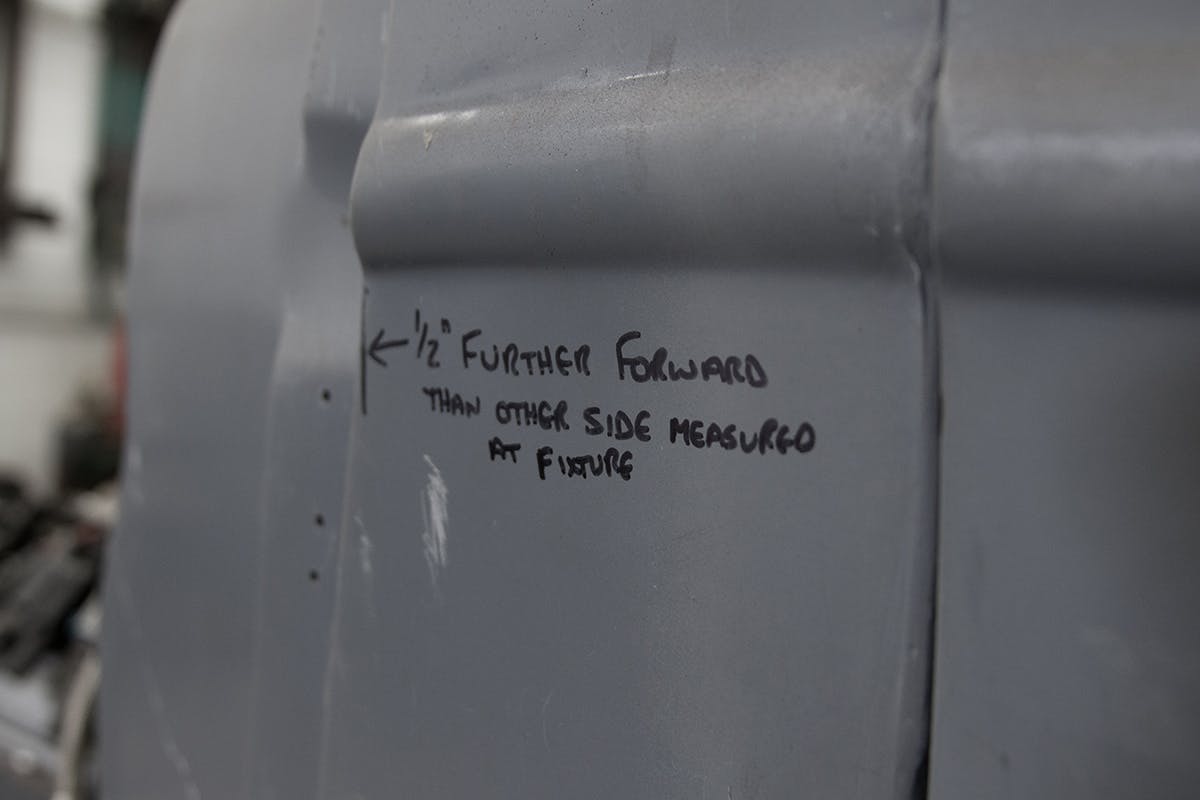 ← 1/2" FURTHER FORWARD
THAN OTHER SIDE MEASURED
AT FIXTURE